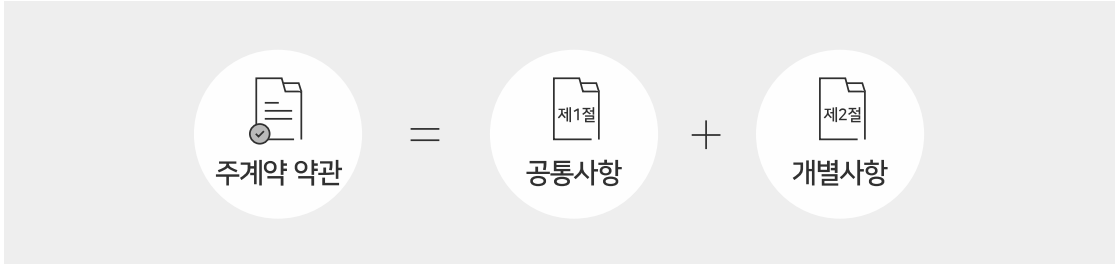 제1절
제2절
주계약 약관
=
공통사항
+
개별사항